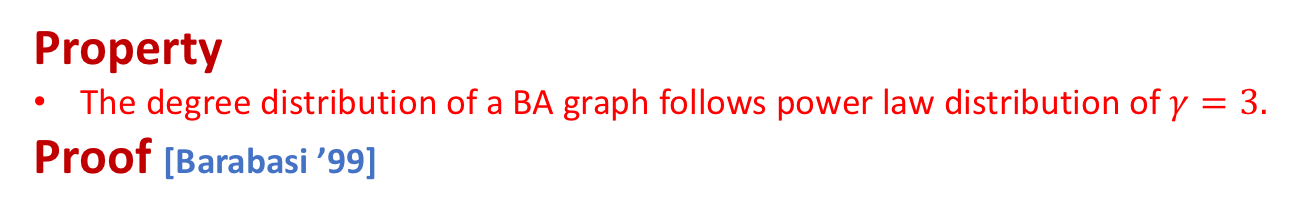 Property
• The degree distribution of a BA graph follows power law distribution of γ = 3.
Proof [Barabasi ’99]